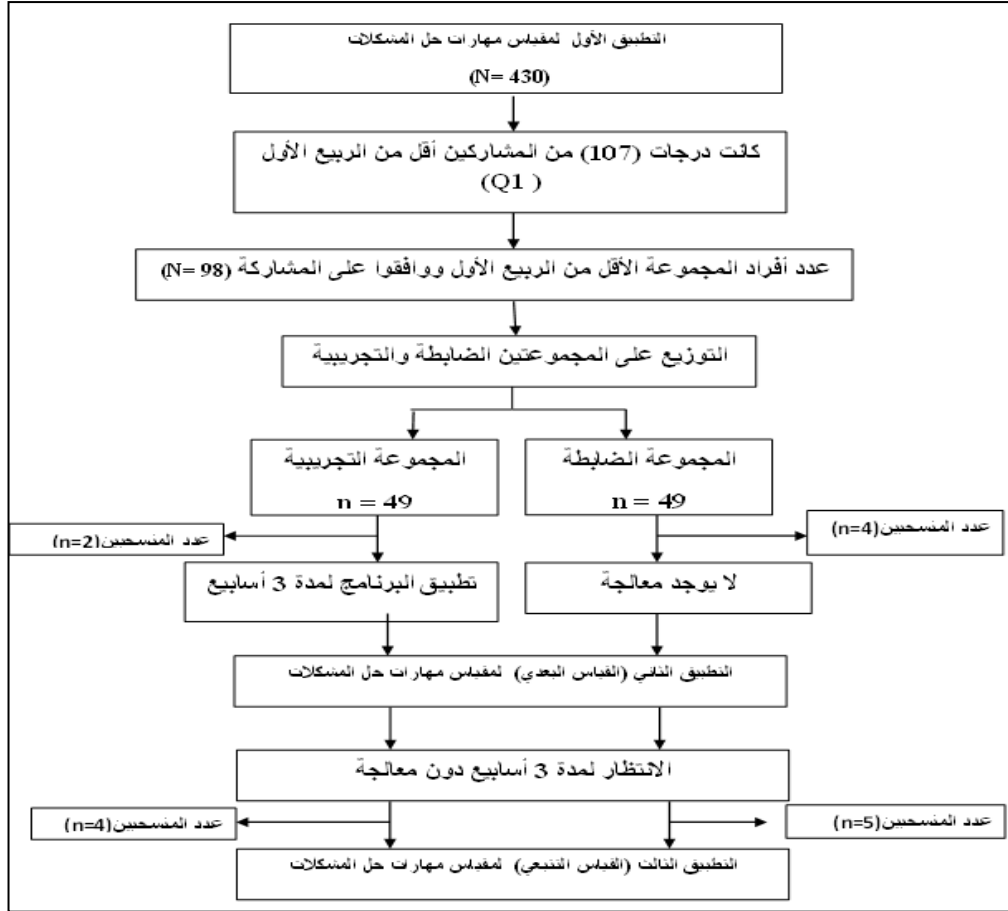 التطبيق الأول لمقياس مهارات حل المشكلات
(N= 430)
كانت درجات (107) من المشاركين أقل من الربيع الأول
(Q1 )
عدد أفراد المجموعة الأقل من الربيع الأول ووافقوا على المشاركة (N= 98)
التوزيع على المجموعتين الضابطة والتجريبية
المجموعة الضابطة
n = 49
المجموعة التجريبية
n = 49
عدد المنسحبين(n=4)
عدد المنسحبين(n=2)
لا يوجد معالجة
تطبيق البرنامج لمدة 3 أسابيع
التطبيق الثاني (القياس البعدي) لمقياس مهارات حل المشكلات
الانتظار لمدة 3 أسابيع دون معالجة
عدد المنسحبين(n=5)
عدد المنسحبين(n=4)
التطبيق الثالث (القياس التتبعي) لمقياس مهارات حل المشكلات